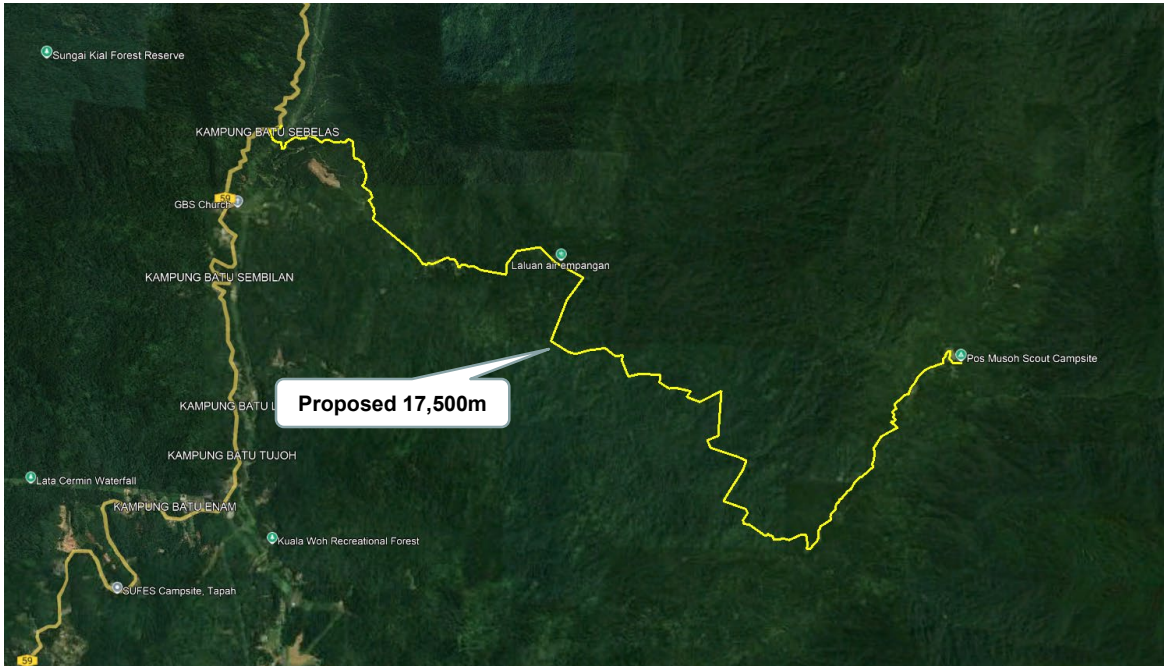 Sungai Kial Forest Reserve
KAMPUNG BATU SEBELAS
59
GBS Church
Laluan air empangan
KAMPUNG BATU SEMBILAN
Pos Musoh Scout Campsite
Proposed 17,500m
KAMPUNG BATU
KAMPUNG BATU TUJOH
Lata Cermin Waterfall
KAMPUNG BATU ENAM
Kuala Woh Recreational Forest
SUFES Campsite, Tapah
59